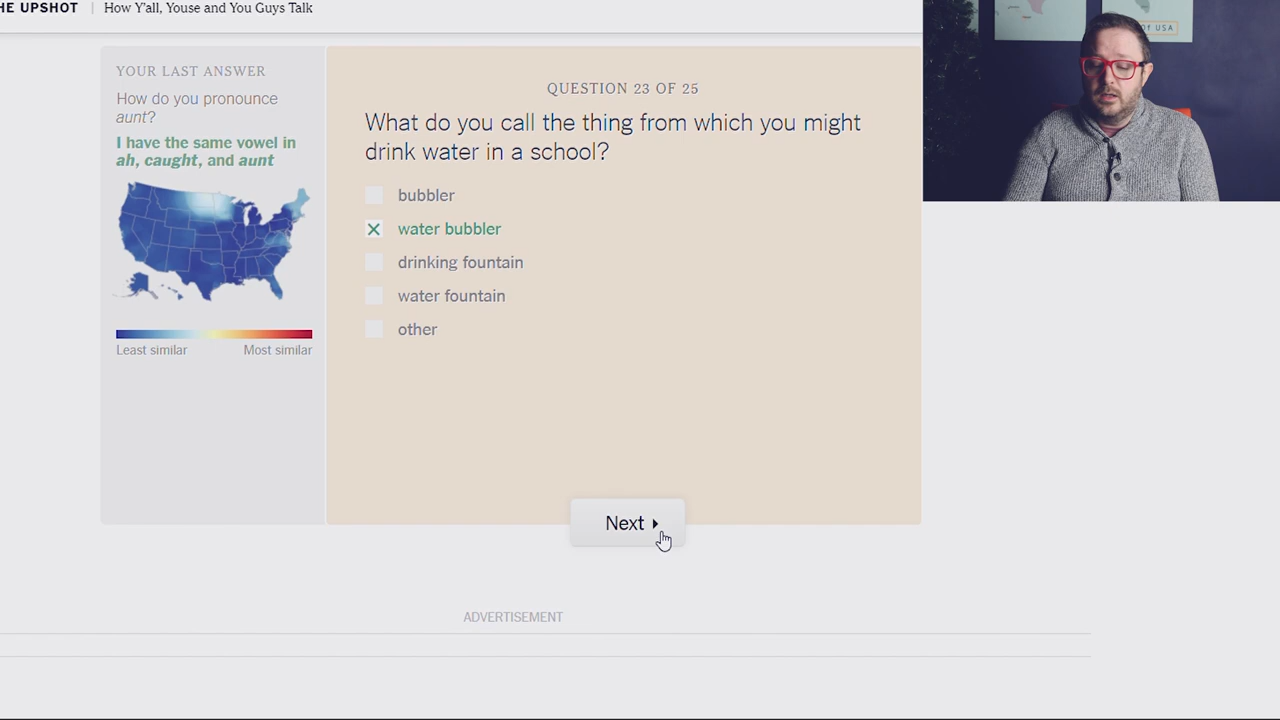 HE UPSHOT | How Y'all, Youse and You Guys Talk
YOUR LAST ANSWER
How do you pronounce
aunt?
I have the same vowel in
ah, caught, and aunt
Least similar Most similar
QUESTION 23 OF 25
What do you call the thing from which you might
drink water in a school?
bubbler
water bubbler
drinking fountain
water fountain
other
Next
ADVERTISEMENT
OF USA